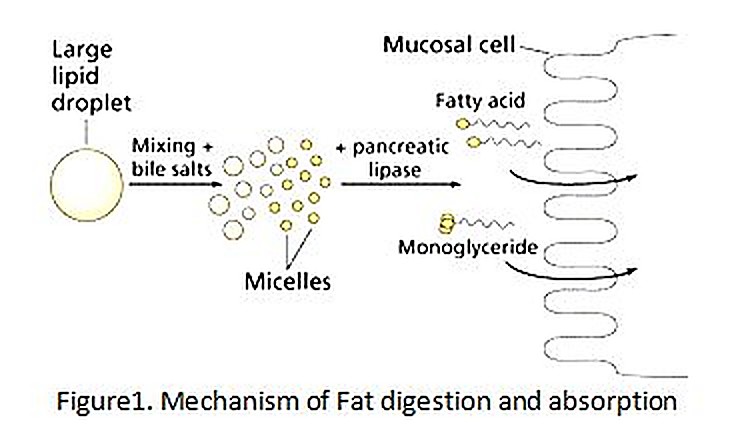 Large
lipid
droplet
Mixing +
bile salts
Micelles
+ pancreatic
lipase
Mucosal cell
Fatty acid
Monoglyceride
Figure1. Mechanism of Fat digestion and absorption